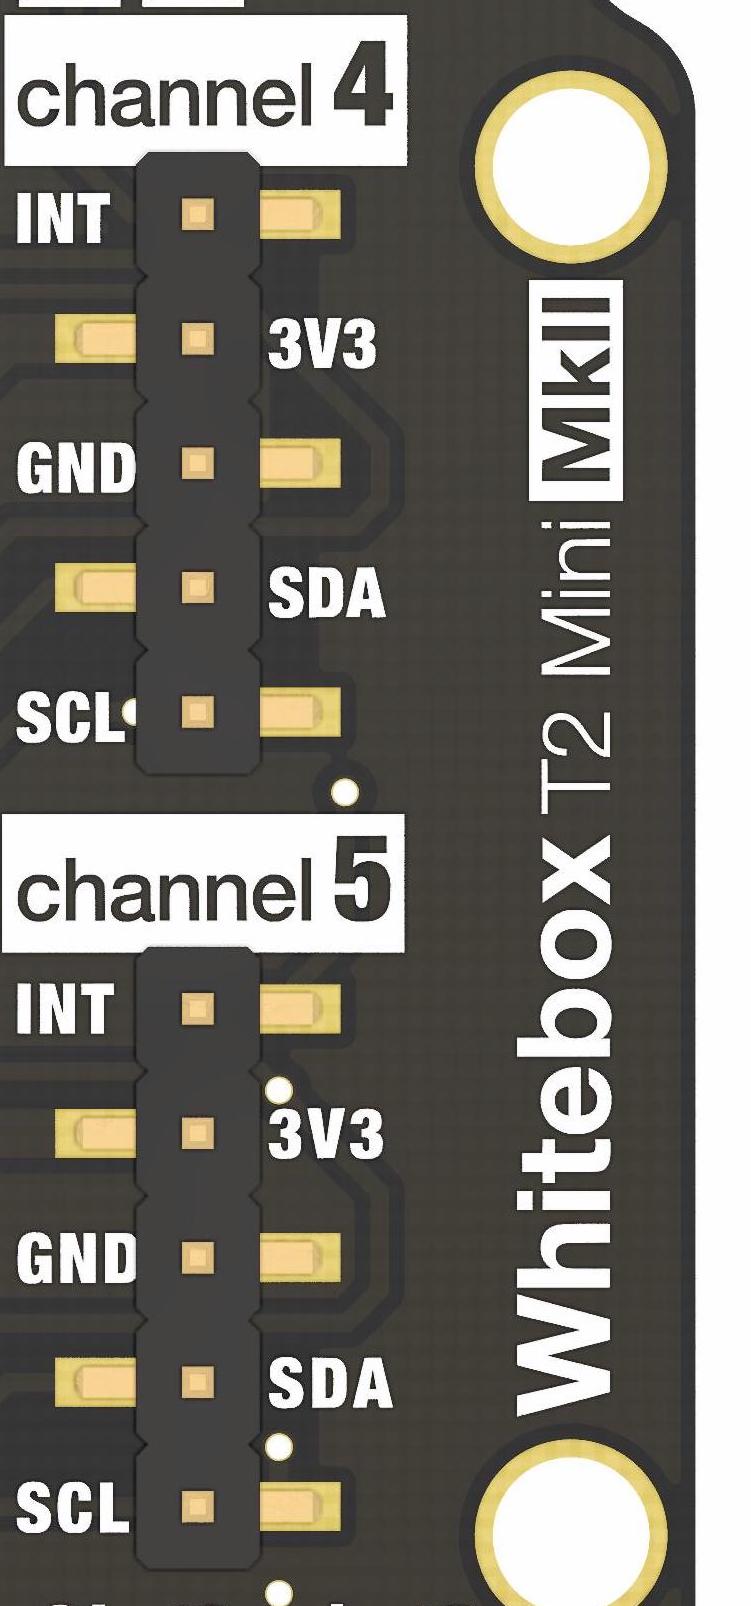 channel 4
INT
3V3
GND
SDA
SCL
channel 5
INT
3V3
GND
SDA
SCL
Whitebox T2 Mini MkII